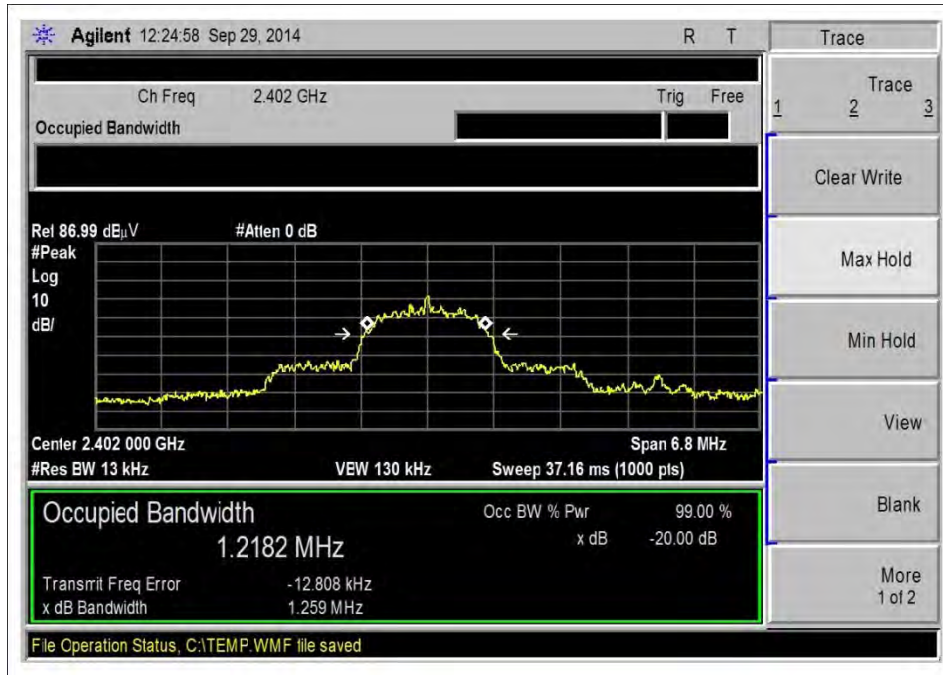 Agilent 12:24:58 Sep 29, 2014 R T
Trace
Ch Freq 2.402 GHz Trig Free
Occupied Bandwidth
Trace
1 2 3
Clear Write
Max Hold
Min Hold
View
Blank
More
1 of 2
Ref 86.99 dBµV #Atten 0 dB
#Peak
Log
10
dB/
Center 2.402 000 GHz Span 6.8 MHz
#Res BW 13 kHz VBW 130 kHz Sweep 37.16 ms (1000 pts)
Occupied Bandwidth
1.2182 MHz
Occ BW % Pwr 99.00 %
x dB -20.00 dB
Transmit Freq Error -12.808 kHz
x dB Bandwidth 1.259 MHz
File Operation Status, C:\TEMP.WMF file saved